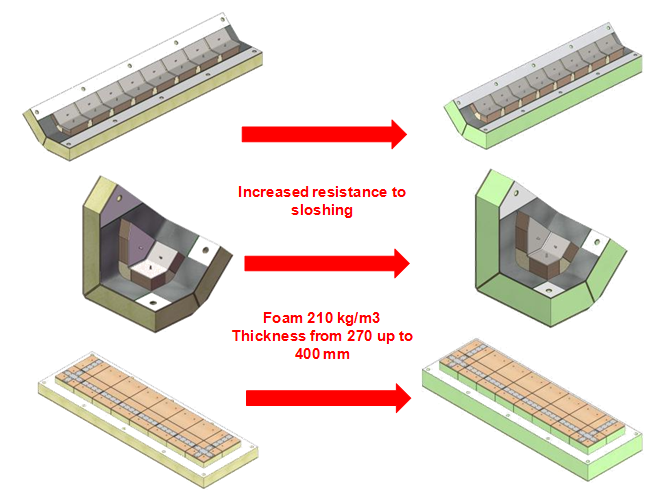 Increased resistance to
sloshing
Foam 210 kg/m3
Thickness from 270 up to
400 mm